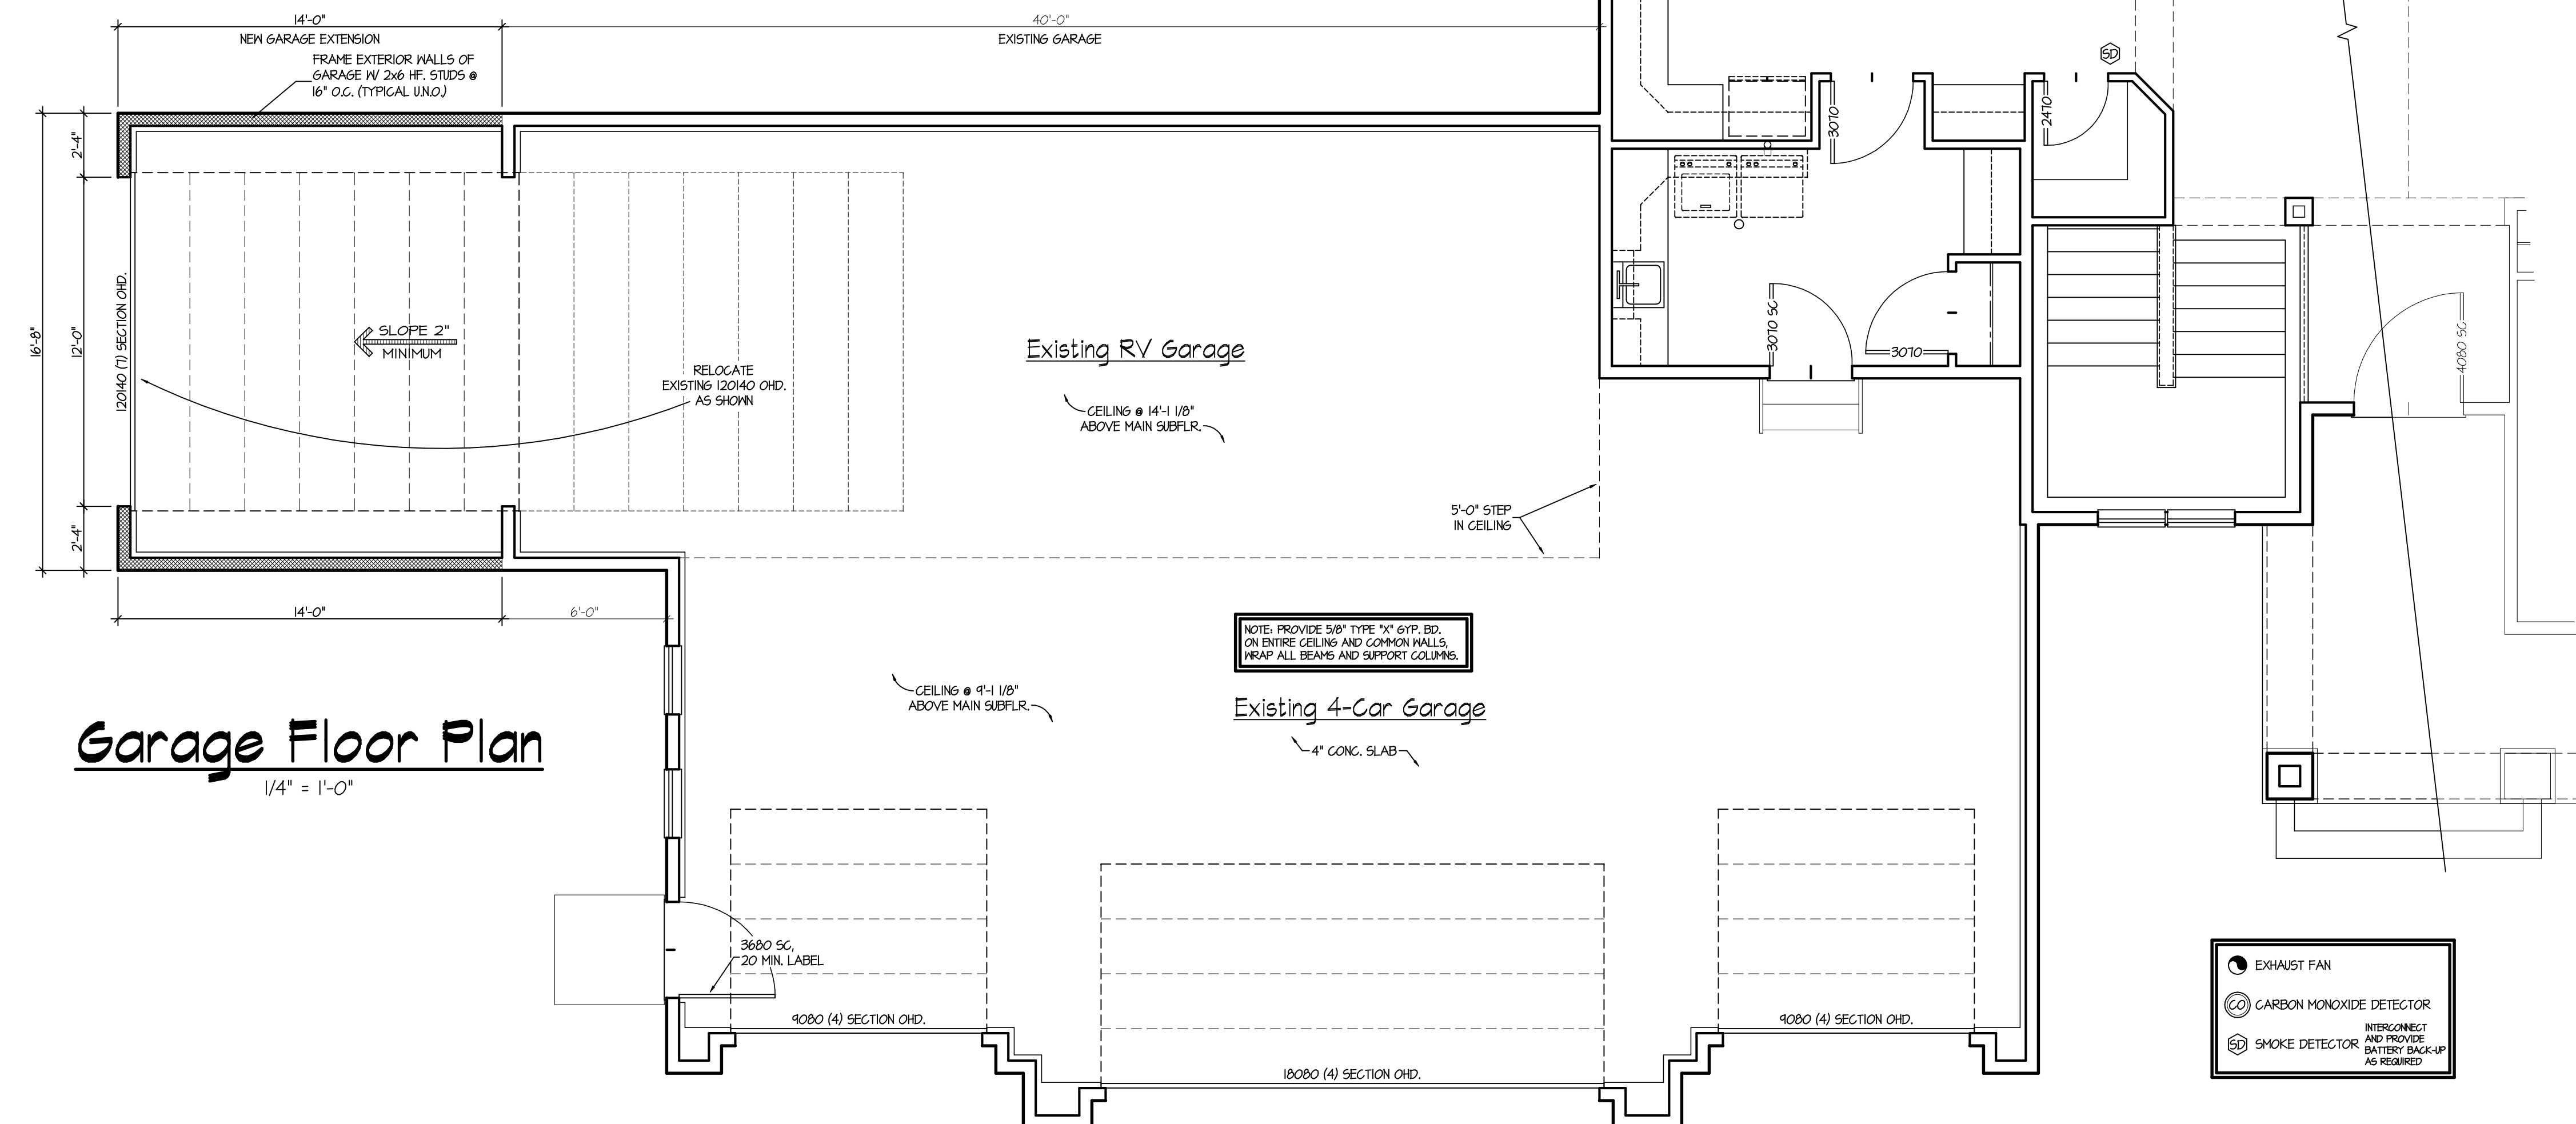 14'-0"
40'-0"
NEW GARAGE EXTENSION
EXISTING GARAGE
FRAME EXTERIOR WALLS OF
GARAGE W/ 2x6 HF. STUDS @
16" O.C. (TYPICAL U.N.O.)
SD
3070
2470
2'-4"
16'-8"
12'-0"
120140 (7) SECTION OHD.
SLOPE 2"
MINIMUM
RELOCATE
EXISTING 120140 OHD.
AS SHOWN
Existing RV Garage
CEILING @ 14'-1 1/8"
ABOVE MAIN SUBFLR.
3070 SC
3070
4080 SC
5'-0" STEP
IN CEILING
2'-4"
14'-0"
6'-0"
NOTE: PROVIDE 5/8" TYPE "X" GYP. BD.
ON ENTIRE CEILING AND COMMON WALLS,
WRAP ALL BEAMS AND SUPPORT COLUMNS.
CEILING @ 9'-1 1/8"
ABOVE MAIN SUBFLR.
Existing 4-Car Garage
4" CONC. SLAB
Garage Floor Plan
1/4" = 1'-0"
3680 SC,
20 MIN. LABEL
9080 (4) SECTION OHD.
18080 (4) SECTION OHD.
9080 (4) SECTION OHD.
EXHAUST FAN
CO CARBON MONOXIDE DETECTOR
SD SMOKE DETECTOR
INTERCONNECT
AND PROVIDE
BATTERY BACK-UP
AS REQUIRED